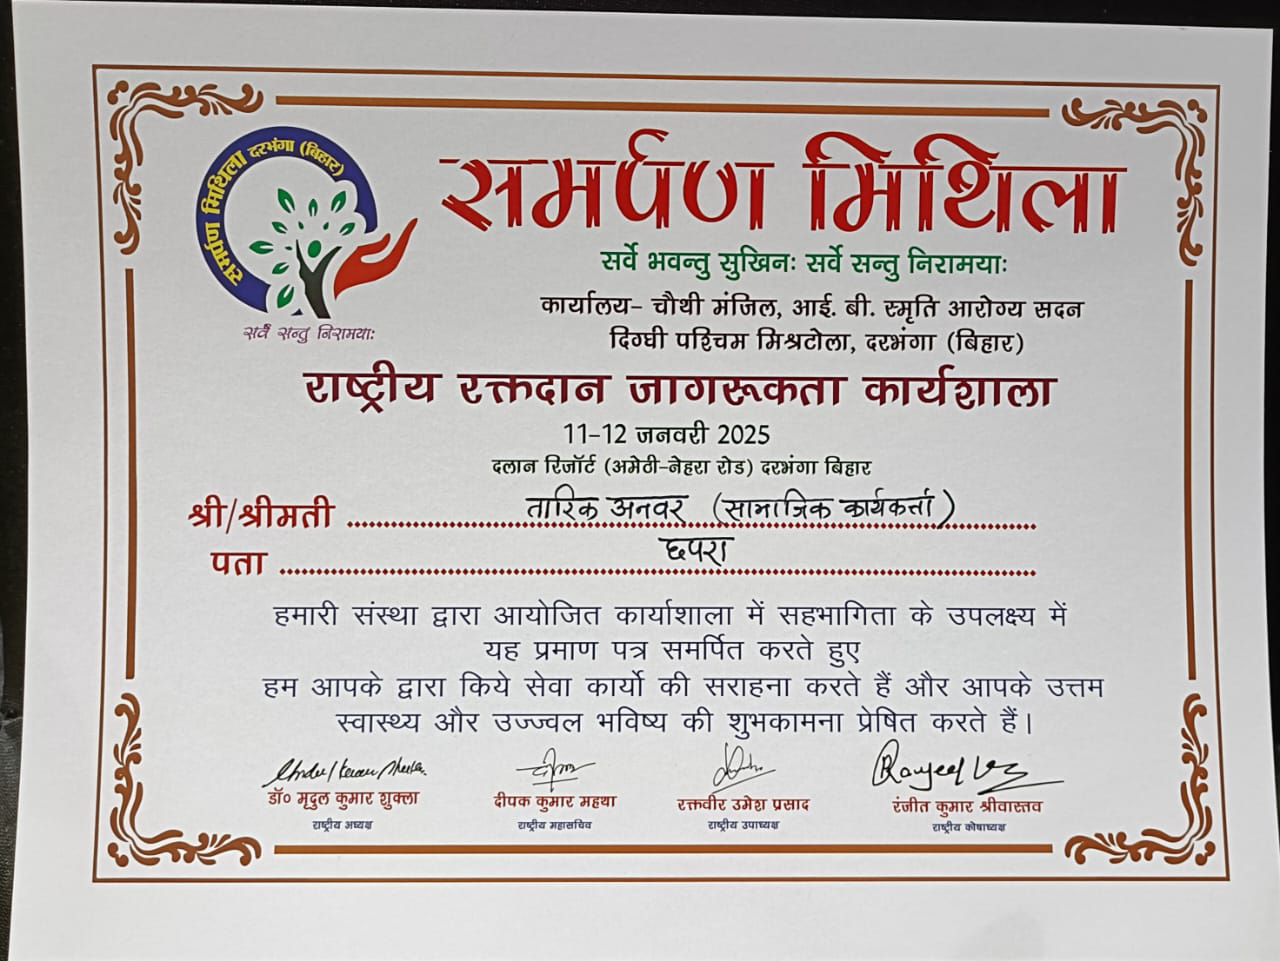 समर्पण मिथिला दरभंगा (बिहार)
सर्वे सन्तु निरामयाः
समर्पण मिथिला
सर्वे भवन्तु सुखिनः सर्वे सन्तु निरामयाः
कार्यालय- चौथी मंजिल, आई. बी. स्मृति आरोग्य सदन
दिग्घी पश्चिम मिश्रटोला, दरभंगा (बिहार)
राष्ट्रीय रक्तदान जागरूकता कार्यशाला
11-12 जनवरी 2025
दलान रिजॉर्ट (अमेठी-नेहरा रोड) दरभंगा बिहार
श्री/श्रीमती तारिक अनवर (सामाजिक कार्यकर्त्ता)
पता छपरा
हमारी संस्था द्वारा आयोजित कार्याशाला में सहभागिता के उपलक्ष्य में
यह प्रमाण पत्र समर्पित करते हुए
हम आपके द्वारा किये सेवा कार्यो की सराहना करते हैं और आपके उत्तम
स्वास्थ्य और उज्ज्वल भविष्य की शुभकामना प्रेषित करते हैं।
डॉ० मृदुल कुमार शुक्ला दीपक कुमार महथा रक्तवीर उमेश प्रसाद रंजीत कुमार श्रीवास्तव
राष्ट्रीय अध्यक्ष राष्ट्रीय महासचिव राष्ट्रीय उपाध्यक्ष राष्ट्रीय कोषाध्यक्ष